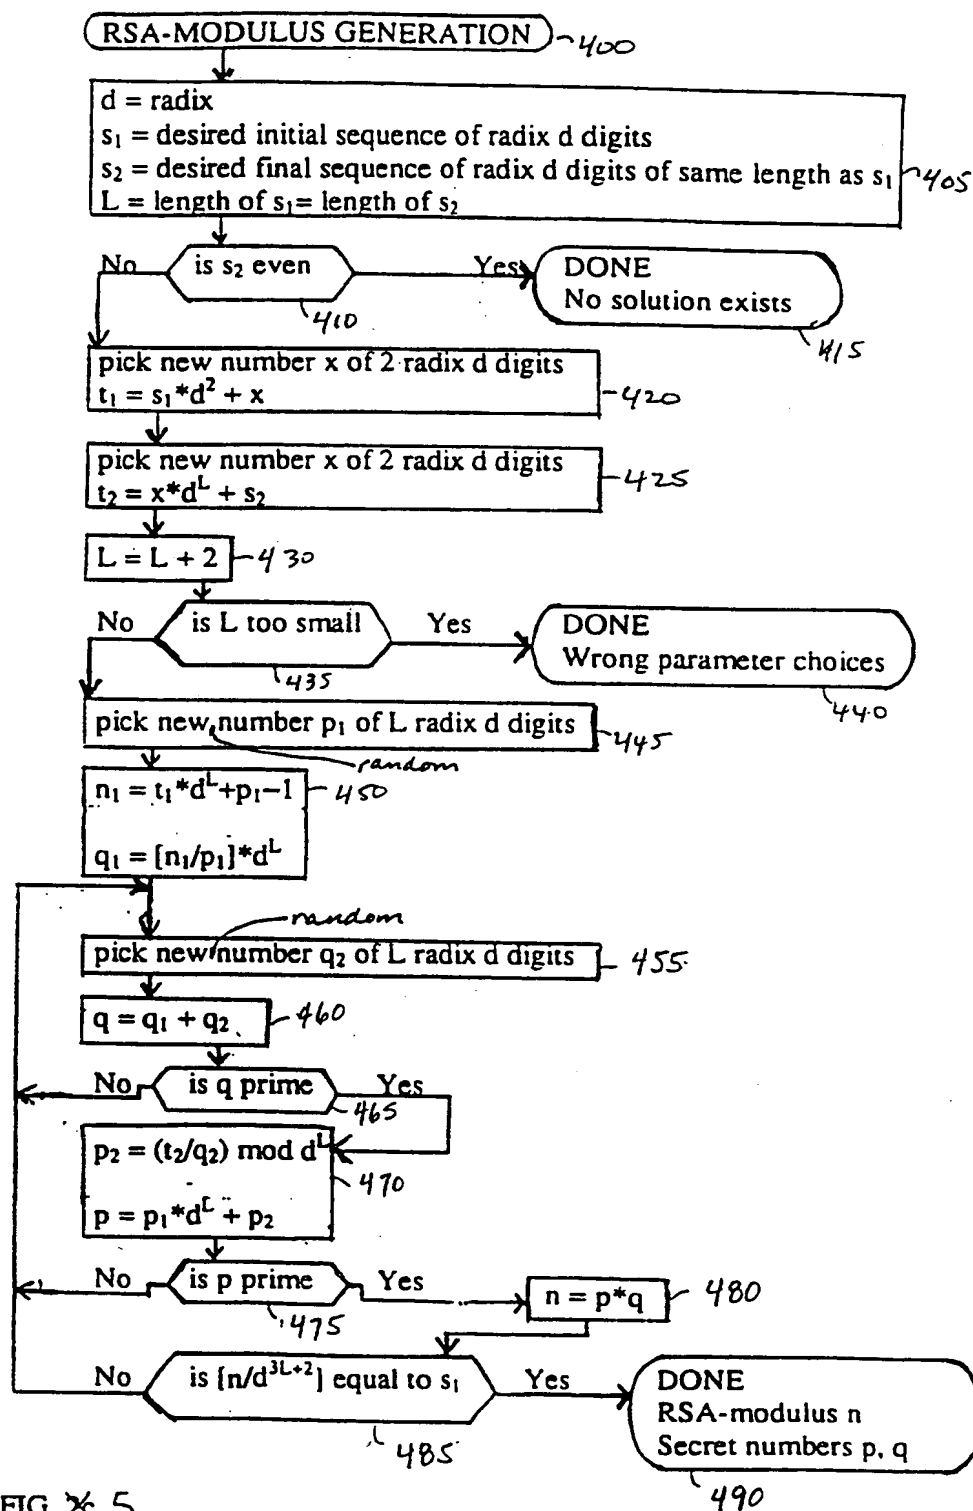 RSA-MODULUS GENERATION
400
d = radix
s₁ = desired initial sequence of radix d digits
s₂ = desired final sequence of radix d digits of same length as s₁
L = length of s₁= length of s₂
405
No
is s₂ even
Yes
410
DONE
No solution exists
415
pick new number x of 2 radix d digits
t₁ = s₁*d² + x
420
pick new number x of 2 radix d digits
t₂ = x*d^L + s₂
425
L = L + 2
430
No
is L too small
Yes
435
DONE
Wrong parameter choices
440
pick new number p₁ of L radix d digits
445
random
n₁ = t₁*d^L+p₁−1
450
q₁ = [n₁/p₁]*d^L
random
pick new number q₂ of L radix d digits
455
q = q₁ + q₂
460
No
is q prime
Yes
465
p₂ = (t₂/q₂) mod d^L
470
p = p₁*d^L + p₂
No
is p prime
Yes
475
n = p*q
480
No
is [n/d^3L+2] equal to s₁
Yes
485
DONE
RSA-modulus n
Secret numbers p, q
490
FIG. 5